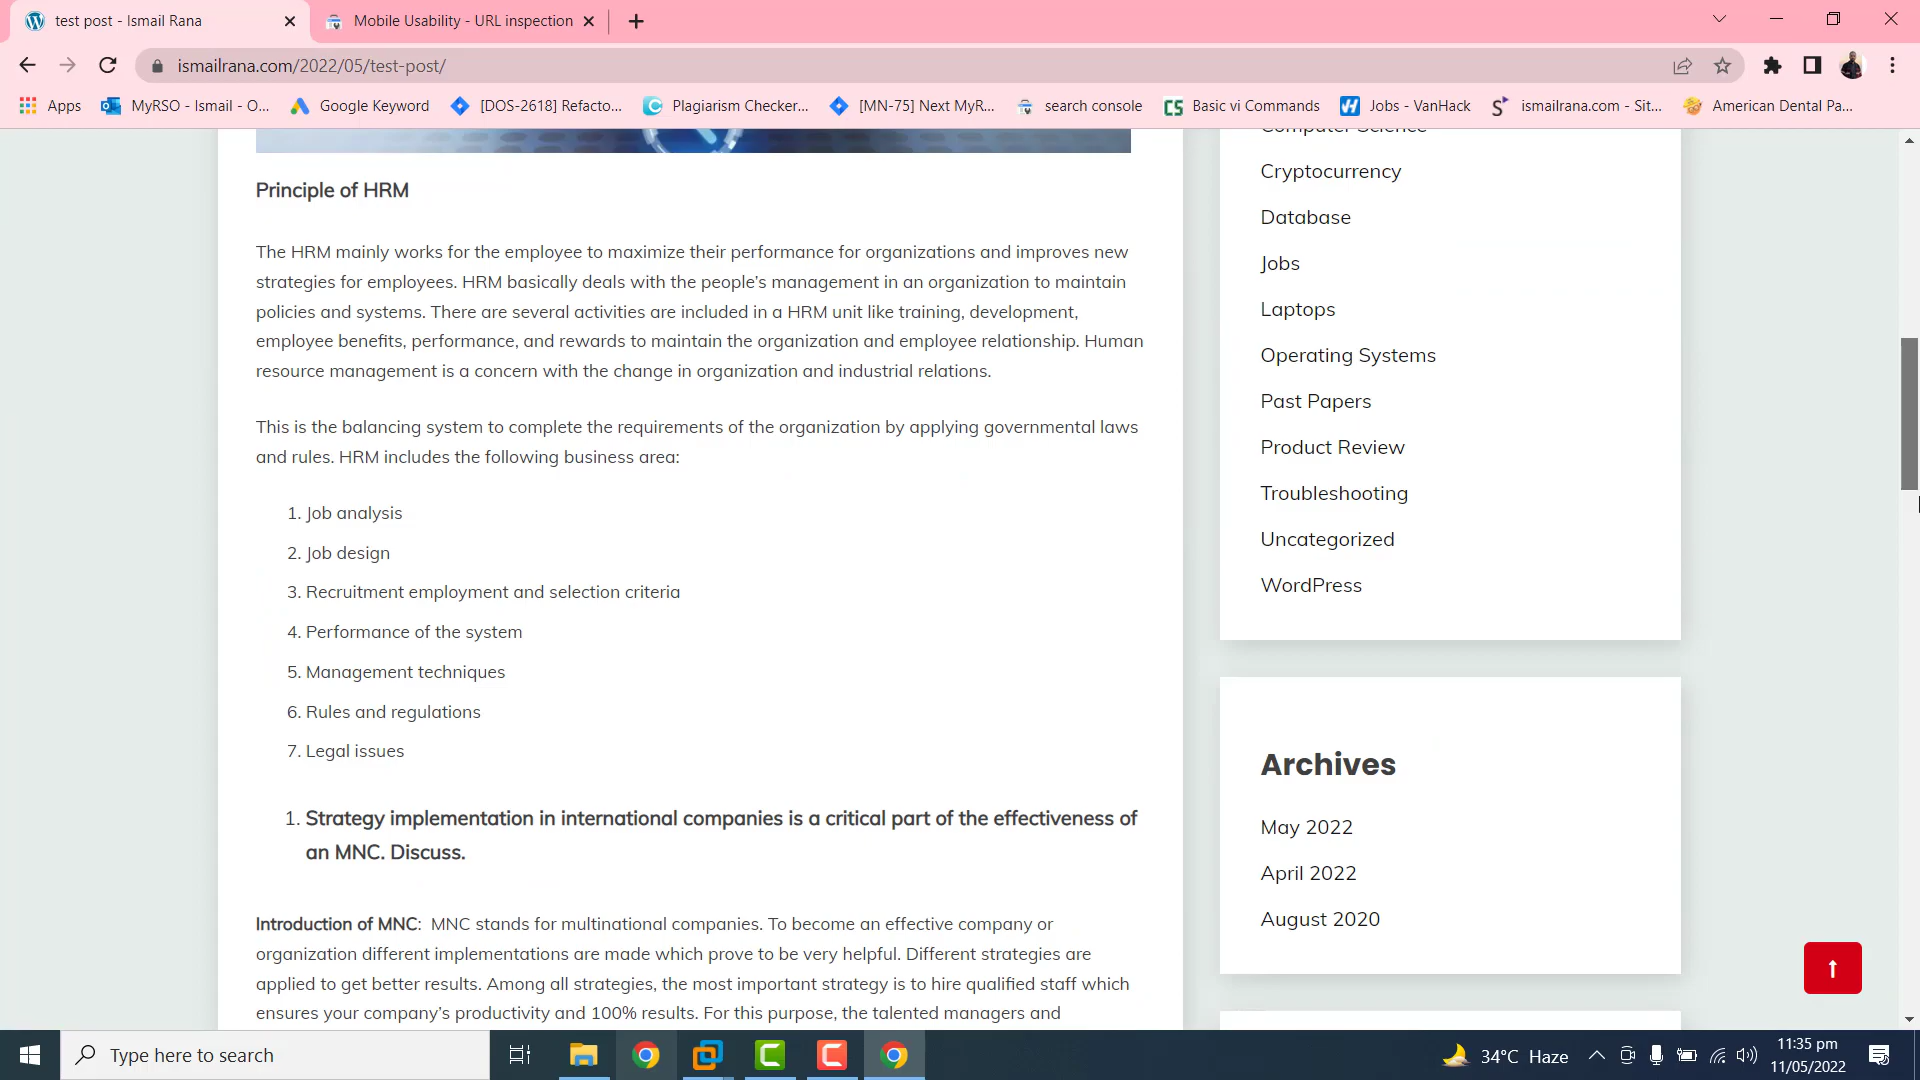 test post - Ismail Rana
Mobile Usability - URL inspection
ismailrana.com/2022/05/test-post/
Apps
MyRSO - Ismail - O...
Google Keyword
[DOS-2618] Refacto...
Plagiarism Checker...
[MN-75] Next MyR...
search console
Basic vi Commands
Jobs - VanHack
ismailrana.com - Sit...
American Dental Pa...
Principle of HRM
The HRM mainly works for the employee to maximize their performance for organizations and improves new
strategies for employees. HRM basically deals with the people’s management in an organization to maintain
policies and systems. There are several activities are included in a HRM unit like training, development,
employee benefits, performance, and rewards to maintain the organization and employee relationship. Human
resource management is a concern with the change in organization and industrial relations.
This is the balancing system to complete the requirements of the organization by applying governmental laws
and rules. HRM includes the following business area:
1. Job analysis
2. Job design
3. Recruitment employment and selection criteria
4. Performance of the system
5. Management techniques
6. Rules and regulations
7. Legal issues
1. Strategy implementation in international companies is a critical part of the effectiveness of
an MNC. Discuss.
Introduction of MNC:  MNC stands for multinational companies. To become an effective company or
organization different implementations are made which prove to be very helpful. Different strategies are
applied to get better results. Among all strategies, the most important strategy is to hire qualified staff which
ensures your company’s productivity and 100% results. For this purpose, the talented managers and
Computer Science
Cryptocurrency
Database
Jobs
Laptops
Operating Systems
Past Papers
Product Review
Troubleshooting
Uncategorized
WordPress
Archives
May 2022
April 2022
August 2020
Type here to search
34°C Haze
11:35 pm
11/05/2022